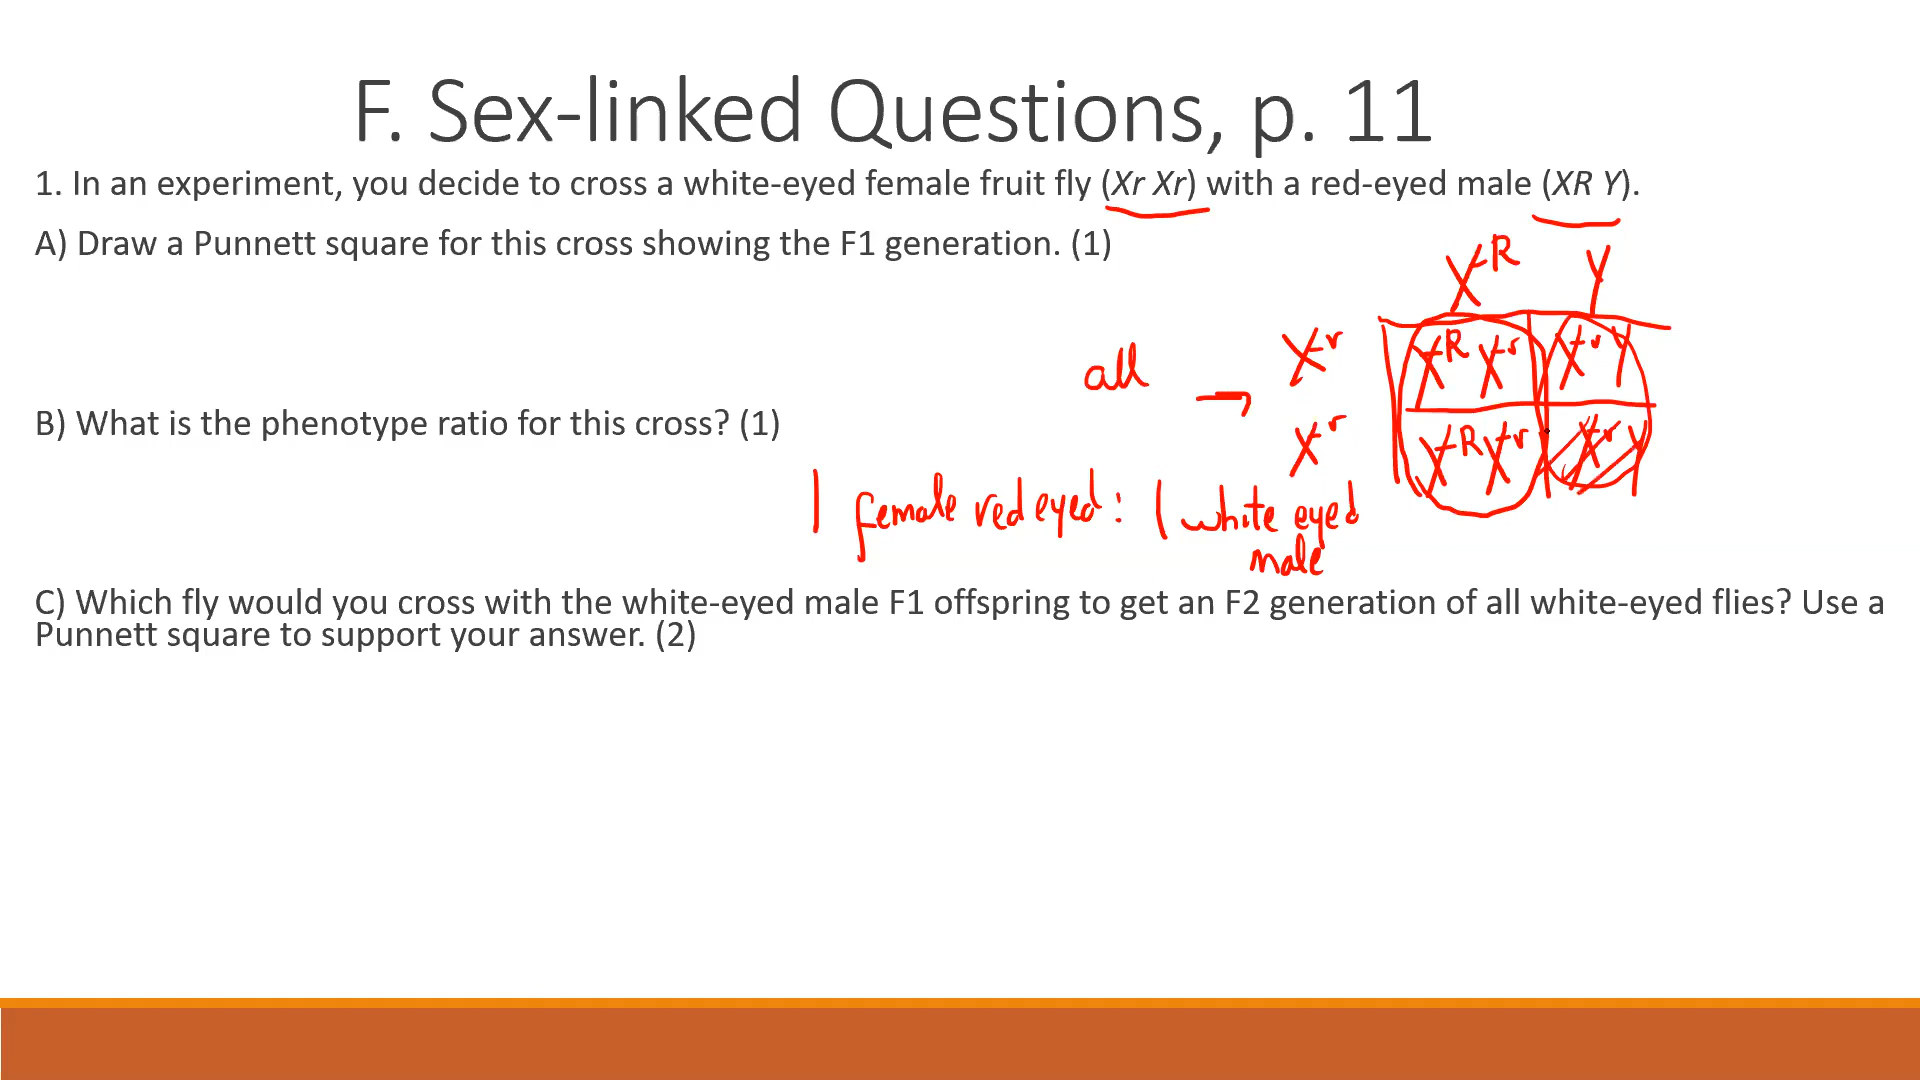 F. Sex-linked Questions, p. 11
1. In an experiment, you decide to cross a white-eyed female fruit fly (Xr Xr) with a red-eyed male (XR Y).
A) Draw a Punnett square for this cross showing the F1 generation. (1)
X^R Y
all → X^r X^R X^r X^r Y
B) What is the phenotype ratio for this cross? (1)
X^r X^R X^r X^r Y
1 female red eyed : 1 white eyed
male
C) Which fly would you cross with the white-eyed male F1 offspring to get an F2 generation of all white-eyed flies? Use a
Punnett square to support your answer. (2)